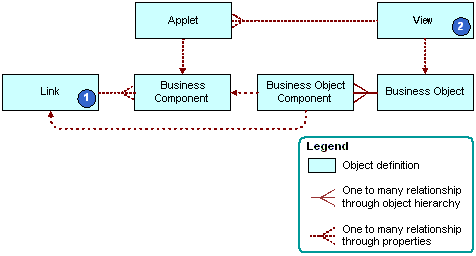 Applet
View
2
Link
1
Business
Component
Business Object
Component
Business Object
Legend
Object definition
One to many relationship
through object hierarchy
One to many relationship
through properties